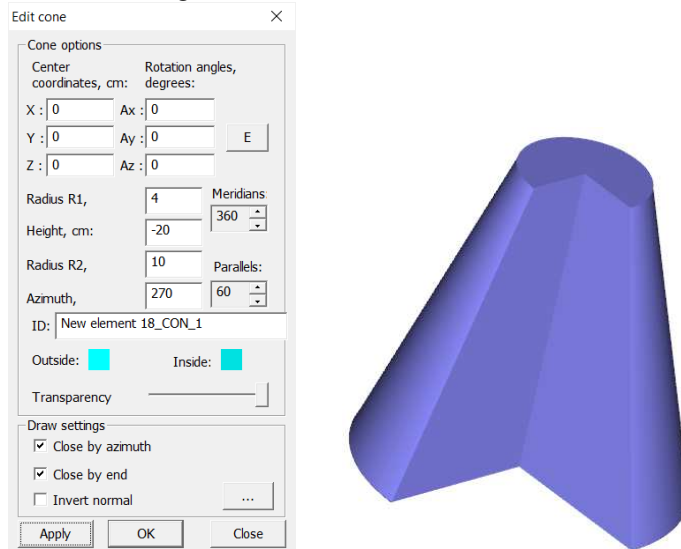 Edit cone
Cone options
Center Rotation angles,
coordinates, cm: degrees:
X : 0 Ax : 0
Y : 0 Ay : 0 E
Z : 0 Az : 0
Radius R1, 4 Meridians:
Height, cm: -20 360
Radius R2, 10 Parallels:
Azimuth, 270 60
ID: New element 18_CON_1
Outside: Inside:
Transparency
Draw settings
Close by azimuth
Close by end
Invert normal ...
Apply OK Close